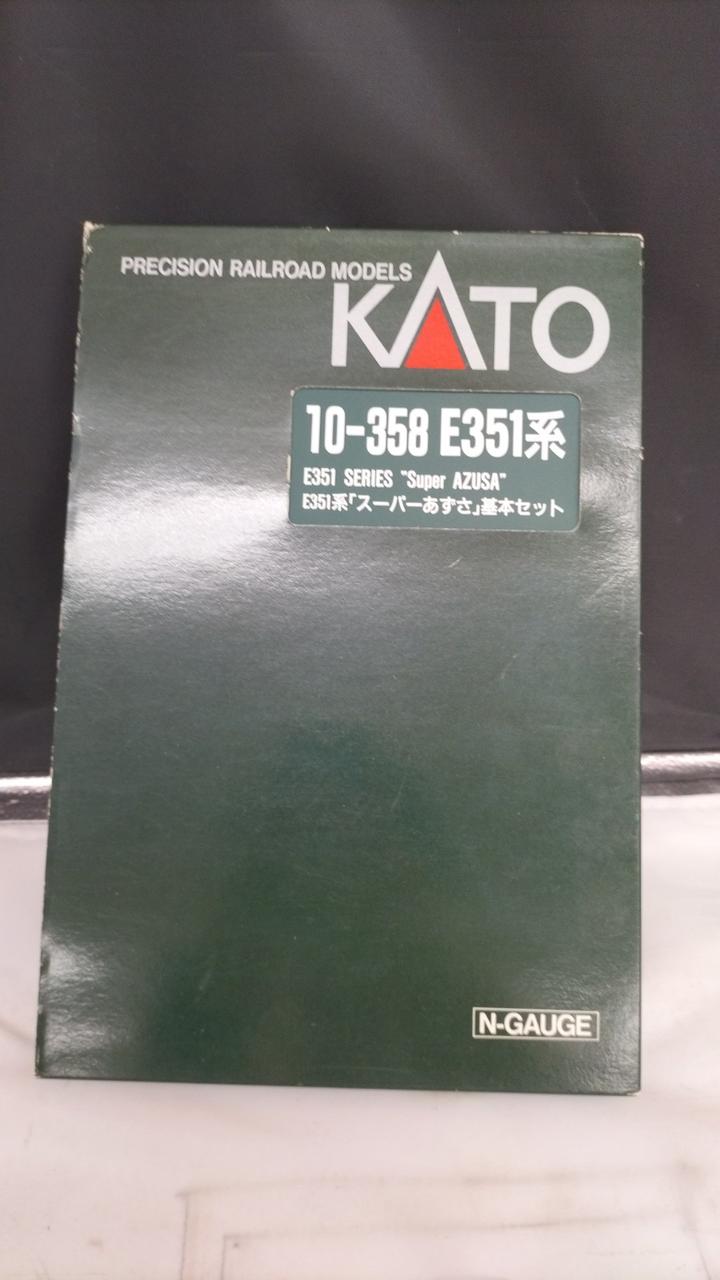 PRECISION RAILROAD MODELS
KATO
10-358 E351系
E351 SERIES "Super AZUSA"
E351系「スーパーあずさ」基本セット
N-GAUGE